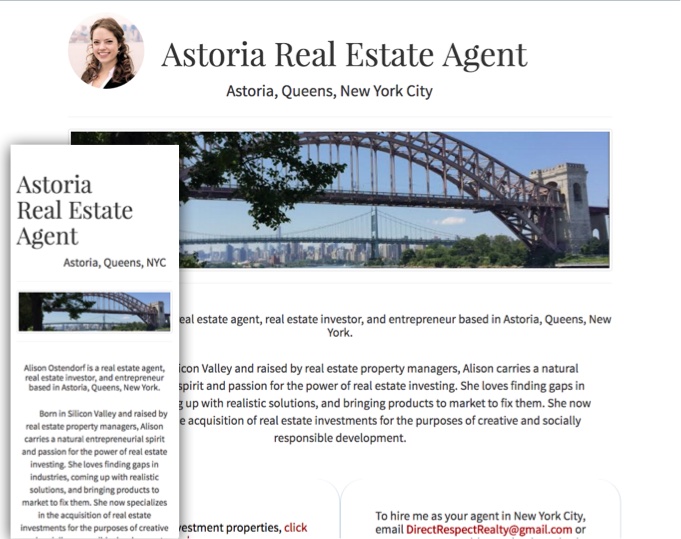 Astoria Real Estate Agent
Astoria, Queens, New York City
Astoria
Real Estate
Agent
Astoria, Queens, NYC
Alison Ostendorf is a real estate agent,
real estate investor, and entrepreneur
based in Astoria, Queens, New York.
Born in Silicon Valley and raised by
real estate property managers, Alison
carries a natural entrepreneurial spirit
and passion for the power of real estate
investing. She loves finding gaps in
industries, coming up with realistic
solutions, and bringing products to
market to fix them. She now specializes
in the acquisition of real estate
investments for the purposes of creative
eal estate agent, real estate investor, and entrepreneur based in Astoria, Queens, New
York.
icon Valley and raised by real estate property managers, Alison carries a natural
spirit and passion for the power of real estate investing. She loves finding gaps in
g up with realistic solutions, and bringing products to market to fix them. She now
e acquisition of real estate investments for the purposes of creative and socially
responsible development.
vestment properties, click
To hire me as your agent in New York City,
email DirectRespectRealty@gmail.com or